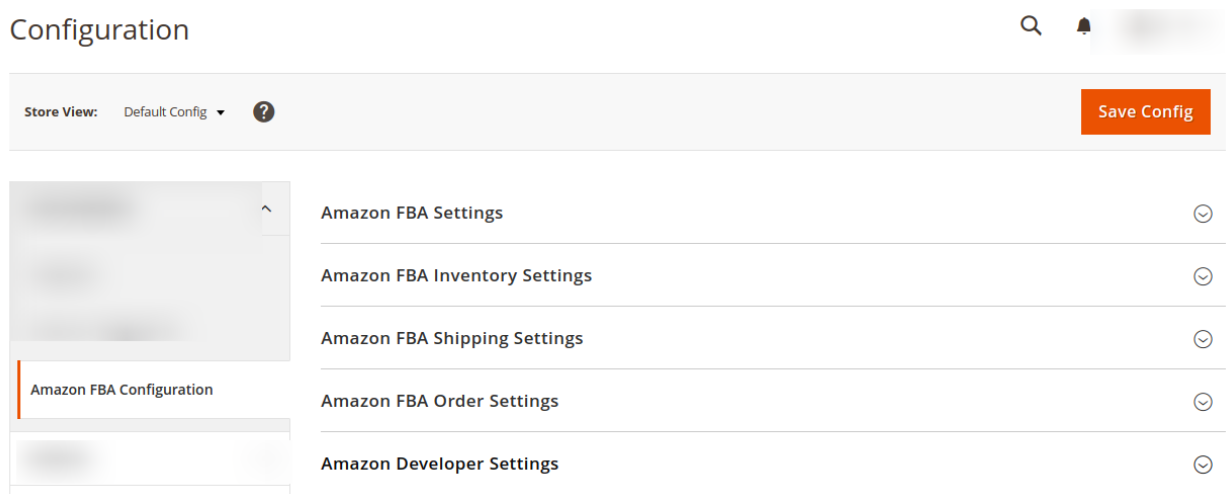 Configuration
Store View: Default Config ?
Save Config
Amazon FBA Settings
Amazon FBA Inventory Settings
Amazon FBA Shipping Settings
Amazon FBA Configuration
Amazon FBA Order Settings
Amazon Developer Settings